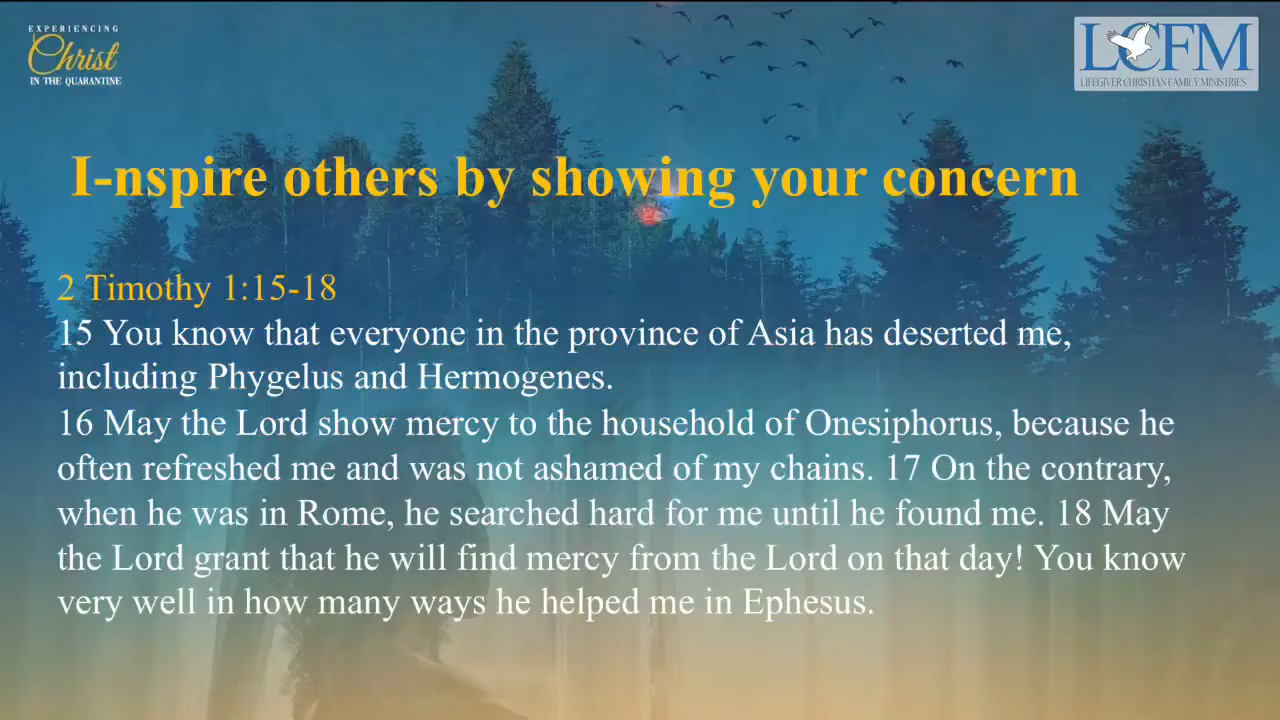 EXPERIENCING
Christ
IN THE QUARANTINE
LCFM
LIFEGIVER CHRISTIAN FAMILY MINISTRIES
I-nspire others by showing your concern
2 Timothy 1:15-18
15 You know that everyone in the province of Asia has deserted me,
including Phygelus and Hermogenes.
16 May the Lord show mercy to the household of Onesiphorus, because he
often refreshed me and was not ashamed of my chains. 17 On the contrary,
when he was in Rome, he searched hard for me until he found me. 18 May
the Lord grant that he will find mercy from the Lord on that day! You know
very well in how many ways he helped me in Ephesus.